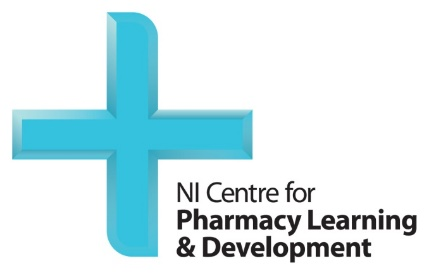 NI Centre for
Pharmacy Learning
& Development